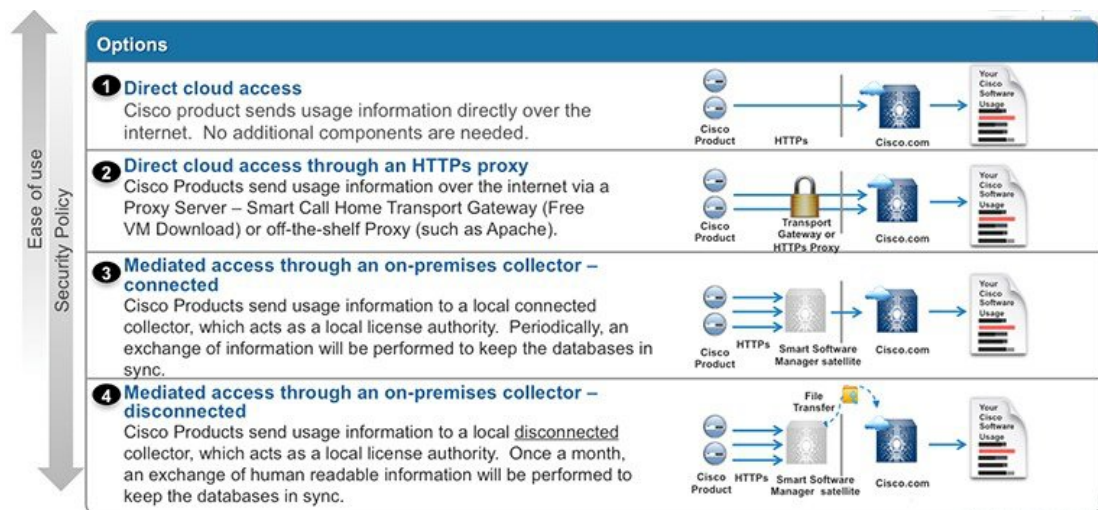 Options
Ease of use
Security Policy
1 Direct cloud access
Cisco product sends usage information directly over the
internet. No additional components are needed.
Cisco
Product
HTTPs
Cisco.com
Your
Cisco
Software
Usage
2 Direct cloud access through an HTTPs proxy
Cisco Products send usage information over the internet via a
Proxy Server – Smart Call Home Transport Gateway (Free
VM Download) or off-the-shelf Proxy (such as Apache).
Cisco
Product
Transport
Gateway or
HTTPs Proxy
Cisco.com
Your
Cisco
Software
Usage
3 Mediated access through an on-premises collector –
connected
Cisco Products send usage information to a local connected
collector, which acts as a local license authority. Periodically, an
exchange of information will be performed to keep the databases in
sync.
Cisco
Product
HTTPs
Smart Software
Manager satellite
Cisco.com
Your
Cisco
Software
Usage
4 Mediated access through an on-premises collector –
disconnected
Cisco Products send usage information to a local disconnected
collector, which acts as a local license authority. Once a month,
an exchange of human readable information will be performed to
keep the databases in sync.
File
Transfer
Cisco
Product
HTTPs
Smart Software
Manager satellite
Cisco.com
Your
Cisco
Software
Usage